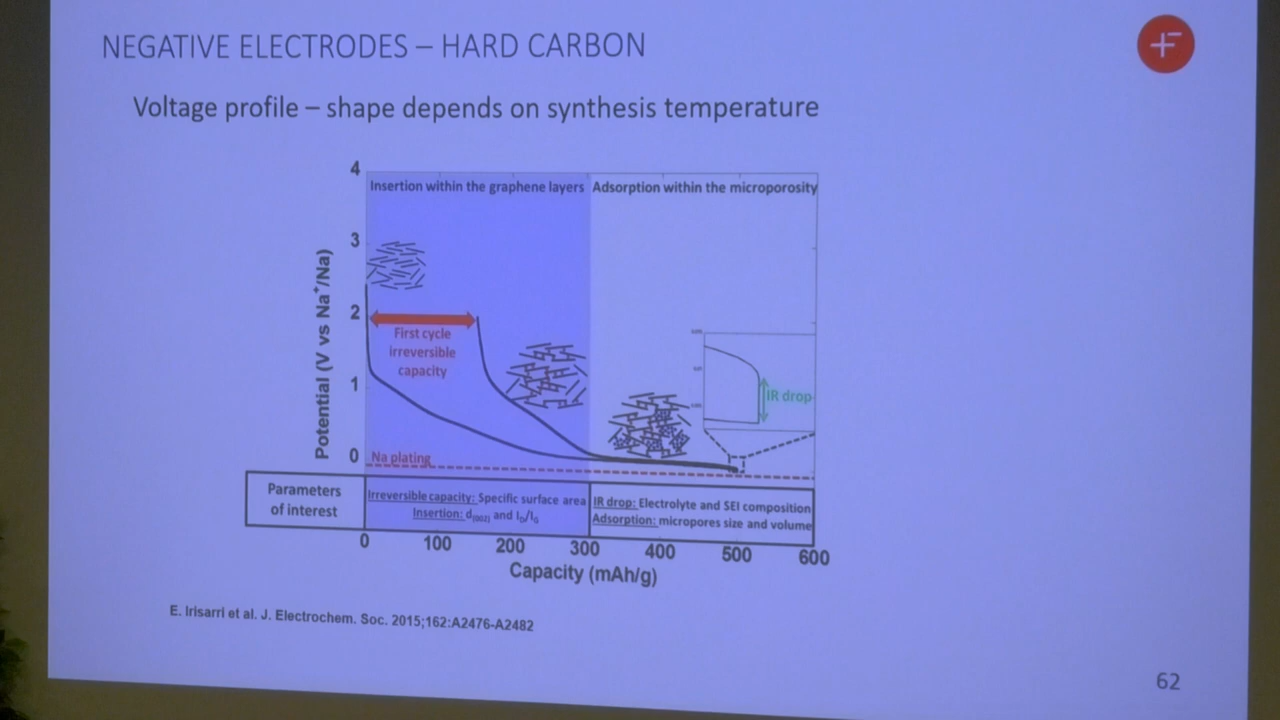 NEGATIVE ELECTRODES – HARD CARBON
Voltage profile – shape depends on synthesis temperature
4
3
2
1
0
Potential (V vs Na⁺/Na)
Insertion within the graphene layers
Adsorption within the microporosity
First cycle
irreversible
capacity
IR drop
Na plating
Parameters
of interest
Irreversible capacity: Specific surface area
Insertion: d₍₀₀₂₎ and I_D/I_G
IR drop: Electrolyte and SEI composition
Adsorption: micropores size and volume
0 100 200 300 400 500 600
Capacity (mAh/g)
E. Irisarri et al. J. Electrochem. Soc. 2015;162:A2476-A2482
62